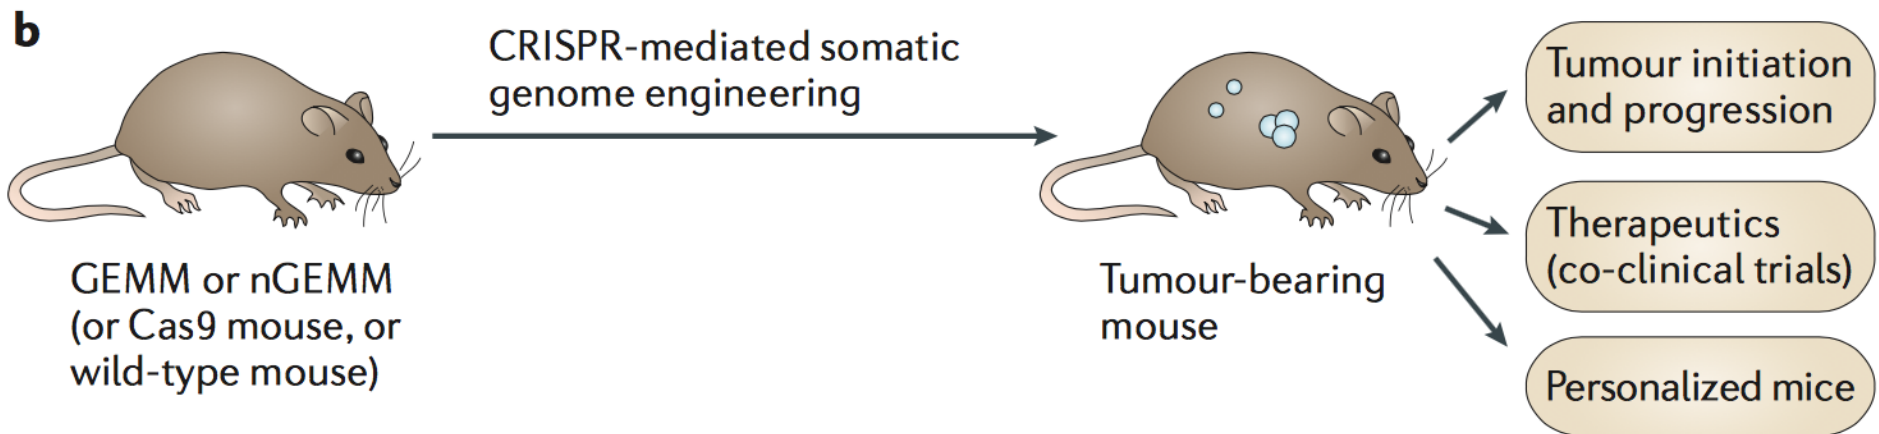 b
CRISPR-mediated somatic
genome engineering
GEMM or nGEMM
(or Cas9 mouse, or
wild-type mouse)
Tumour-bearing
mouse
Tumour initiation
and progression
Therapeutics
(co-clinical trials)
Personalized mice